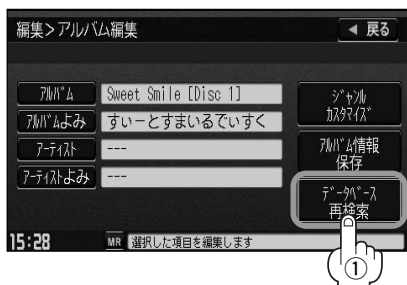 編集>アルバム編集
◀ 戻る
アルバム
Sweet Smile [Disc 1]
アルバムよみ
すぃーとすまいるでぃすく
アーティスト
---
アーティストよみ
---
ジャンル
カスタマイズ
アルバム情報
保存
データベース
再検索
15:28
MR
選択した項目を編集します
①